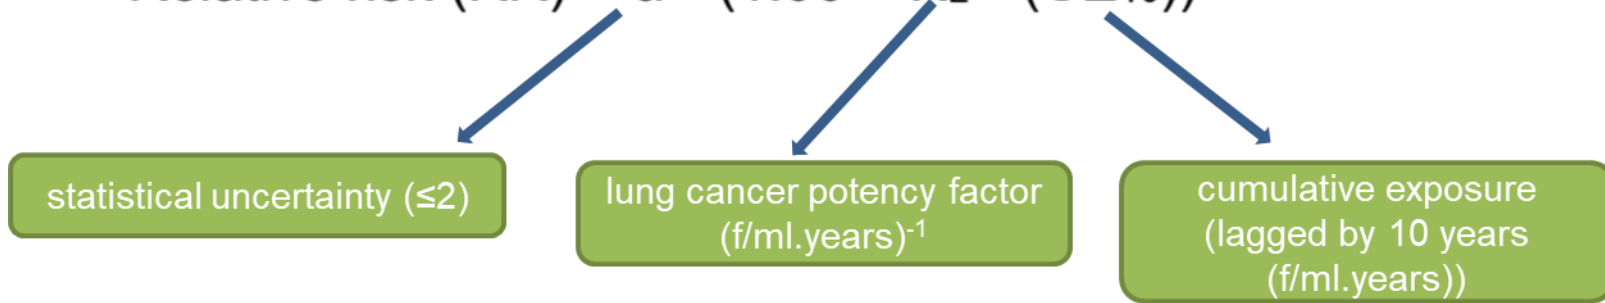 statistical uncertainty (≤2)
lung cancer potency factor
(f/ml.years)⁻¹
cumulative exposure
(lagged by 10 years
(f/ml.years))